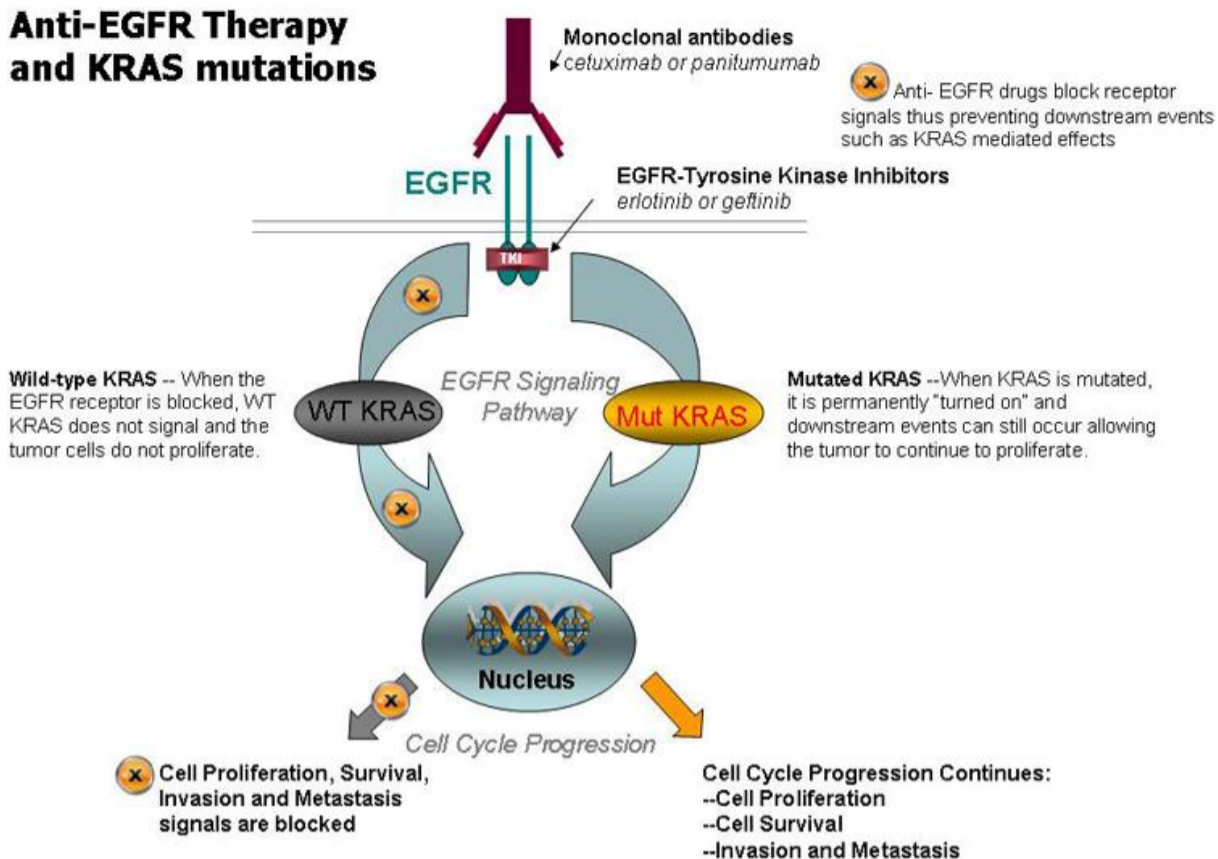 Anti-EGFR Therapy
and KRAS mutations
Monoclonal antibodies
cetuximab or panitumumab
x Anti- EGFR drugs block receptor
signals thus preventing downstream events
such as KRAS mediated effects
EGFR
EGFR-Tyrosine Kinase Inhibitors
erlotinib or geftinib
TKI
x
Wild-type KRAS -- When the
EGFR receptor is blocked, WT
KRAS does not signal and the
tumor cells do not proliferate.
WT KRAS
EGFR Signaling
Pathway
Mut KRAS
Mutated KRAS --When KRAS is mutated,
it is permanently "turned on" and
downstream events can still occur allowing
the tumor to continue to proliferate.
x
Nucleus
x
Cell Cycle Progression
x Cell Proliferation, Survival,
Invasion and Metastasis
signals are blocked
Cell Cycle Progression Continues:
--Cell Proliferation
--Cell Survival
--Invasion and Metastasis